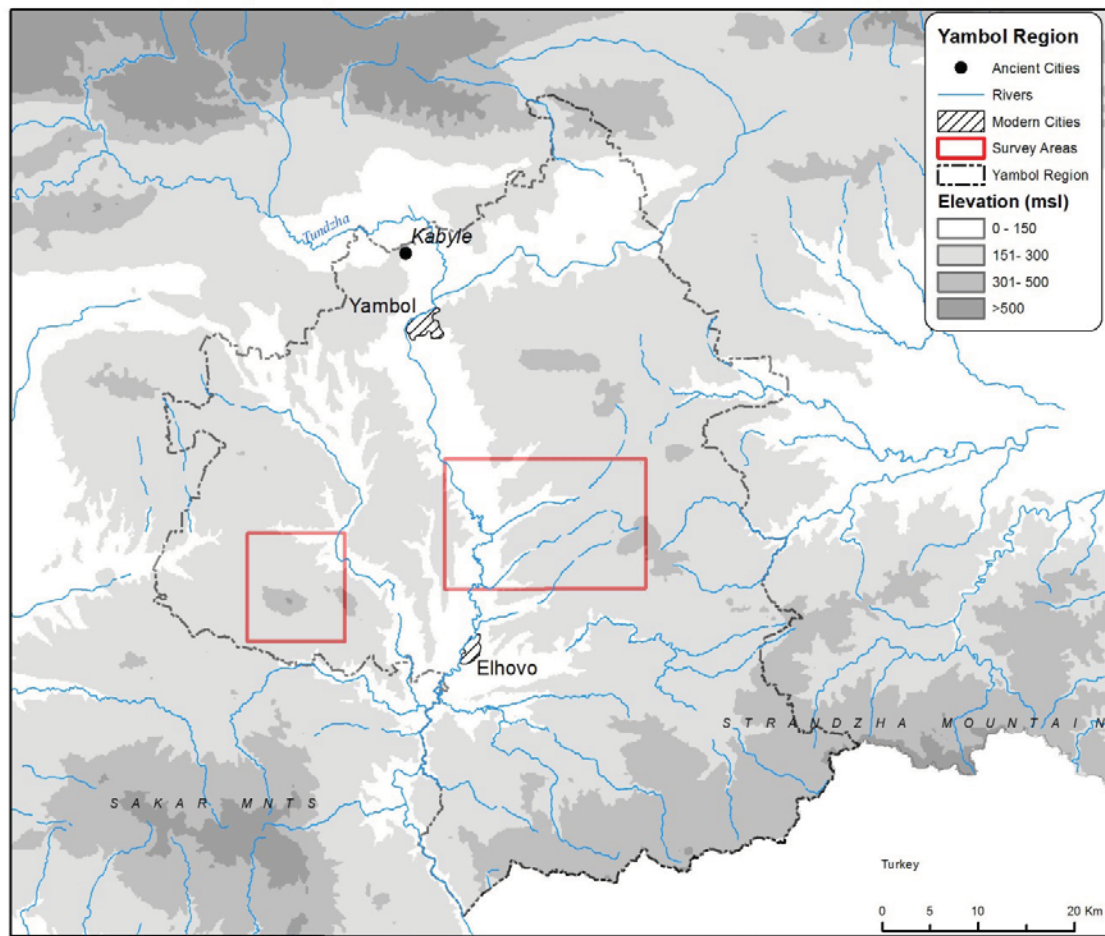 Yambol Region
Ancient Cities
Rivers
Modern Cities
Survey Areas
Yambol Region
Elevation (msl)
0 - 150
151- 300
301- 500
>500
Tundzha
Kabyle
Yambol
Elhovo
STRANDZHA MOUNTAIN
SAKAR MNTS
Turkey
0 5 10 20 Km